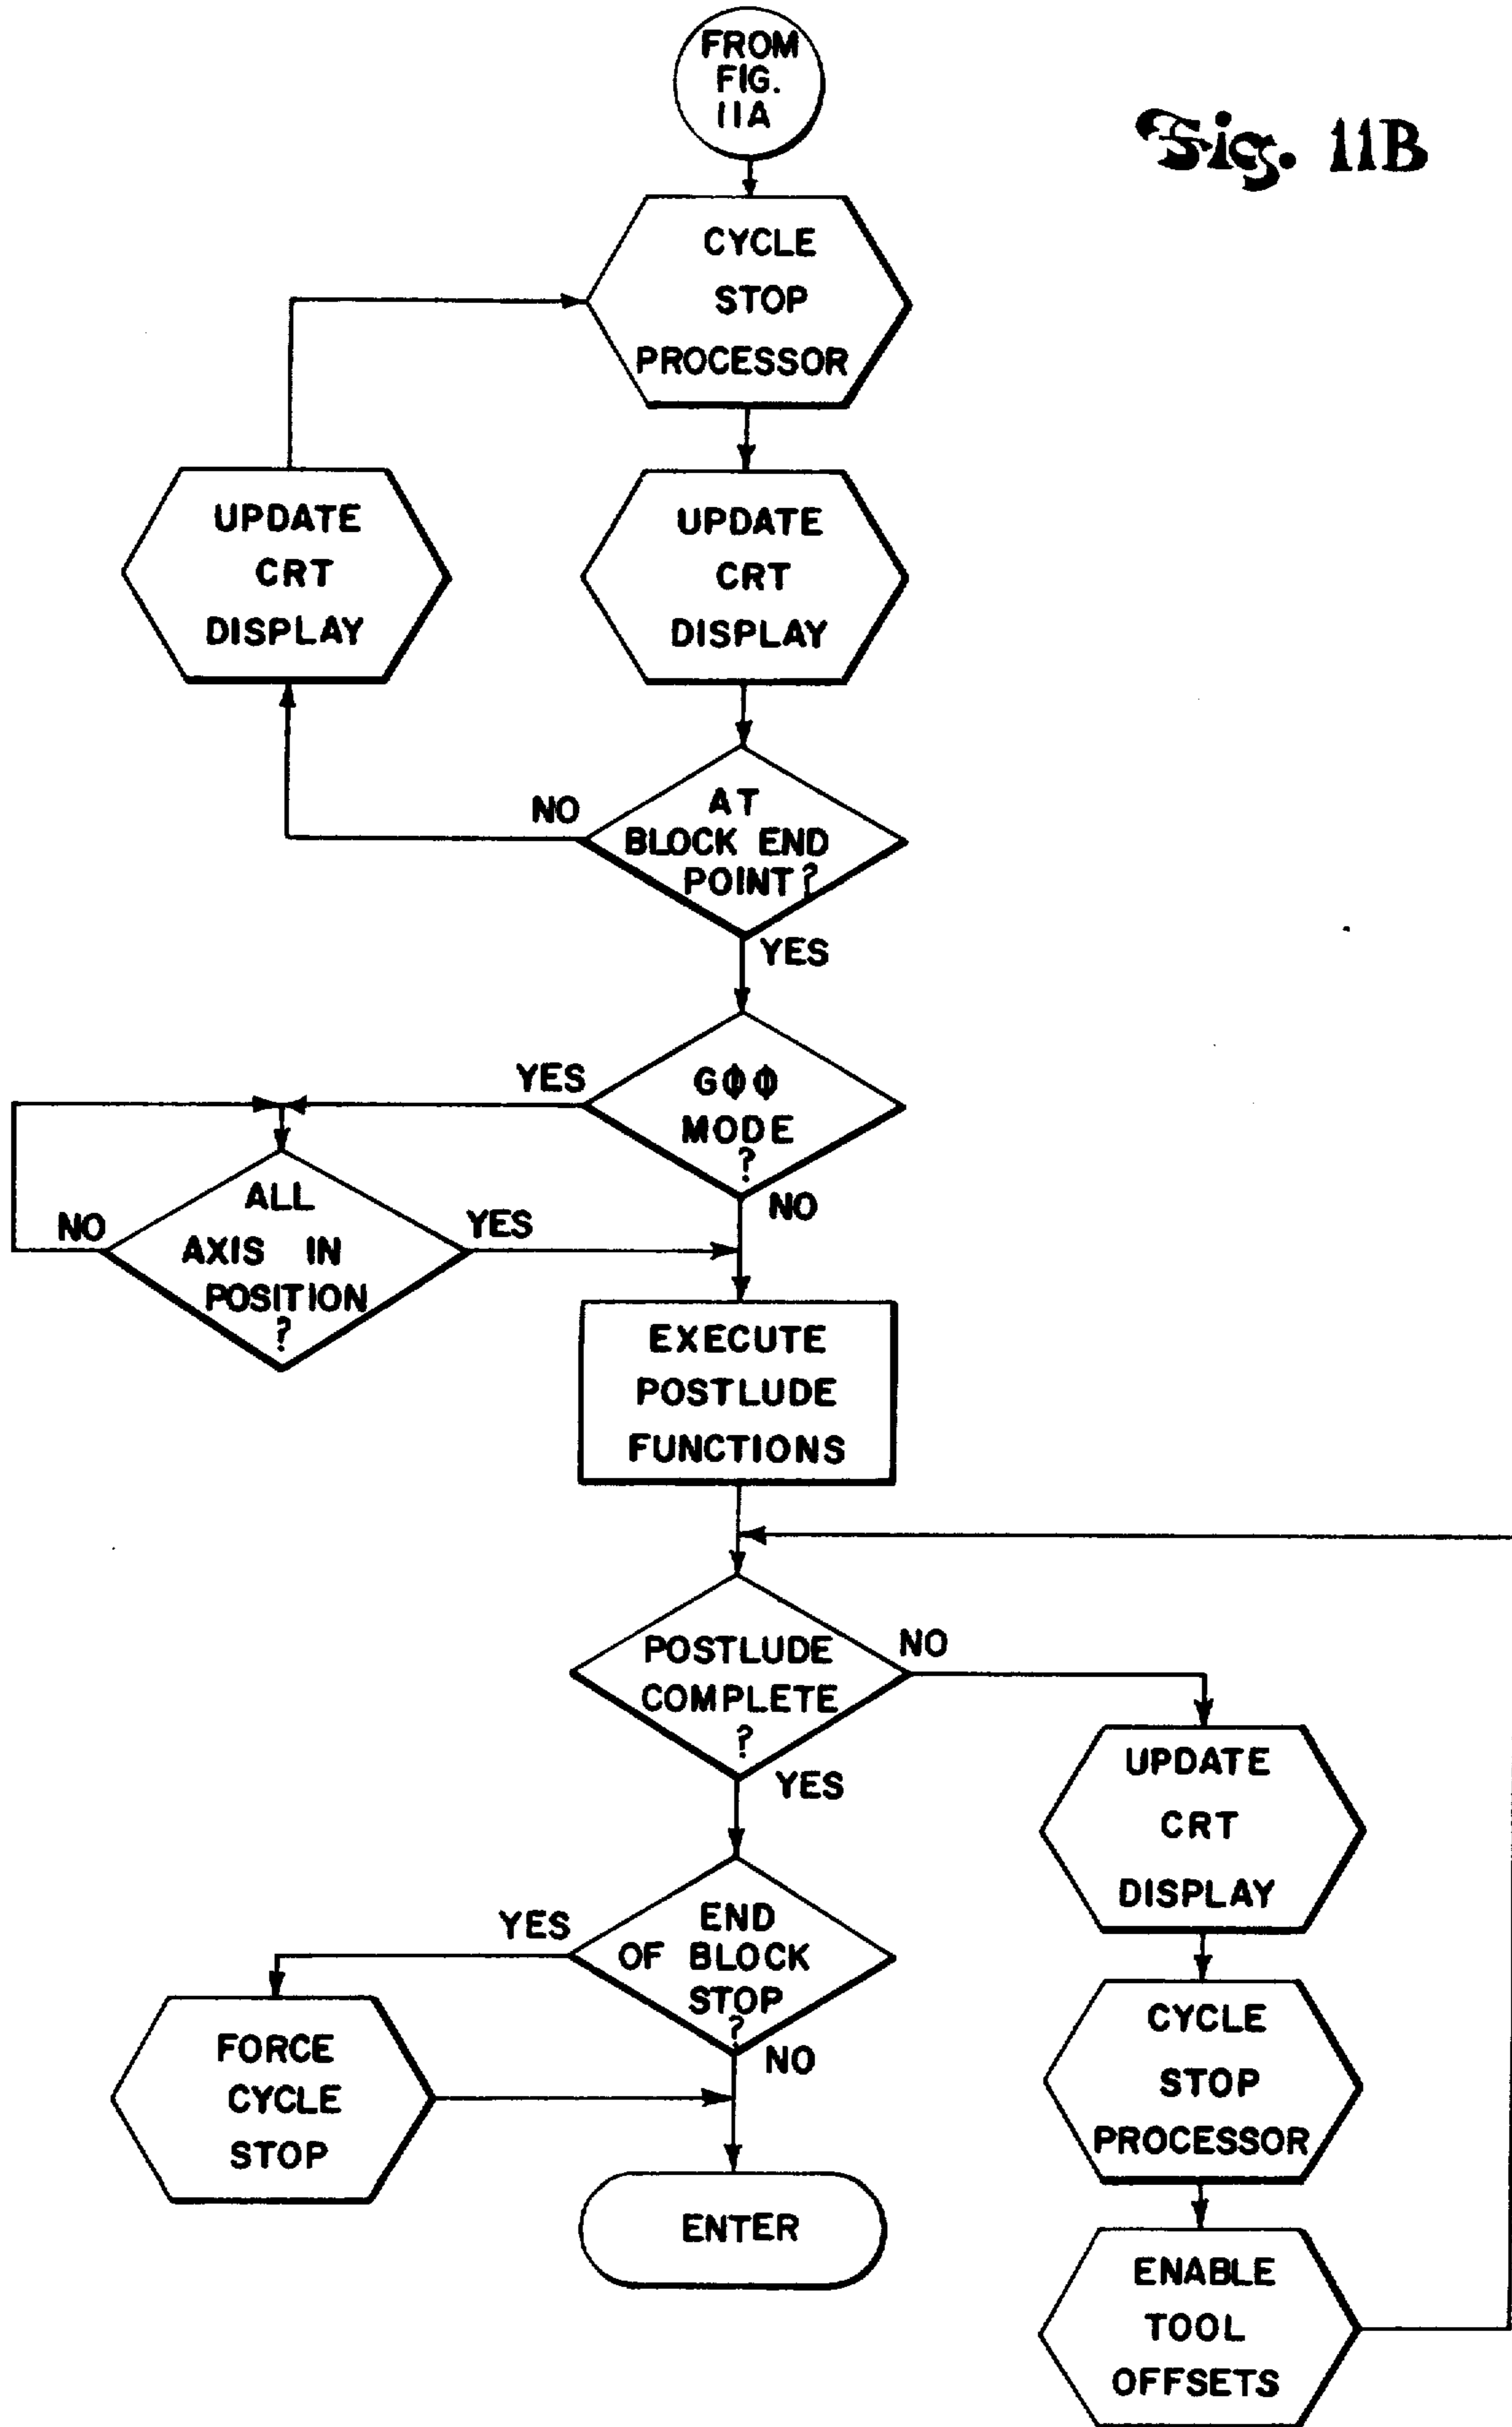 FROM
FIG.
11A
Fig. 11B
CYCLE
STOP
PROCESSOR
UPDATE
CRT
DISPLAY
UPDATE
CRT
DISPLAY
AT
BLOCK END
POINT?
NO
YES
GΦΦ
MODE
?
YES
NO
ALL
AXIS IN
POSITION
?
NO
YES
EXECUTE
POSTLUDE
FUNCTIONS
POSTLUDE
COMPLETE
?
NO
YES
UPDATE
CRT
DISPLAY
END
OF BLOCK
STOP
?
YES
NO
CYCLE
STOP
PROCESSOR
FORCE
CYCLE
STOP
ENTER
ENABLE
TOOL
OFFSETS